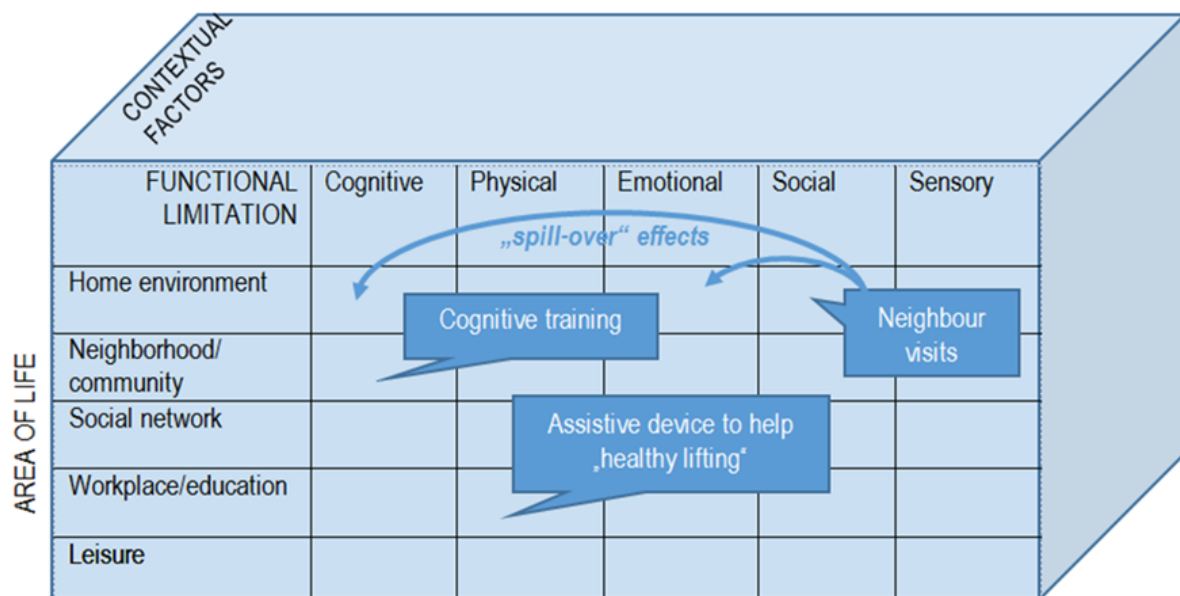 CONTEXTUAL
FACTORS
FUNCTIONAL
LIMITATION
Cognitive
Physical
Emotional
Social
Sensory
„spill-over“ effects
AREA OF LIFE
Home environment
Cognitive training
Neighbour
visits
Neighborhood/
community
Social network
Assistive device to help
„healthy lifting“
Workplace/education
Leisure